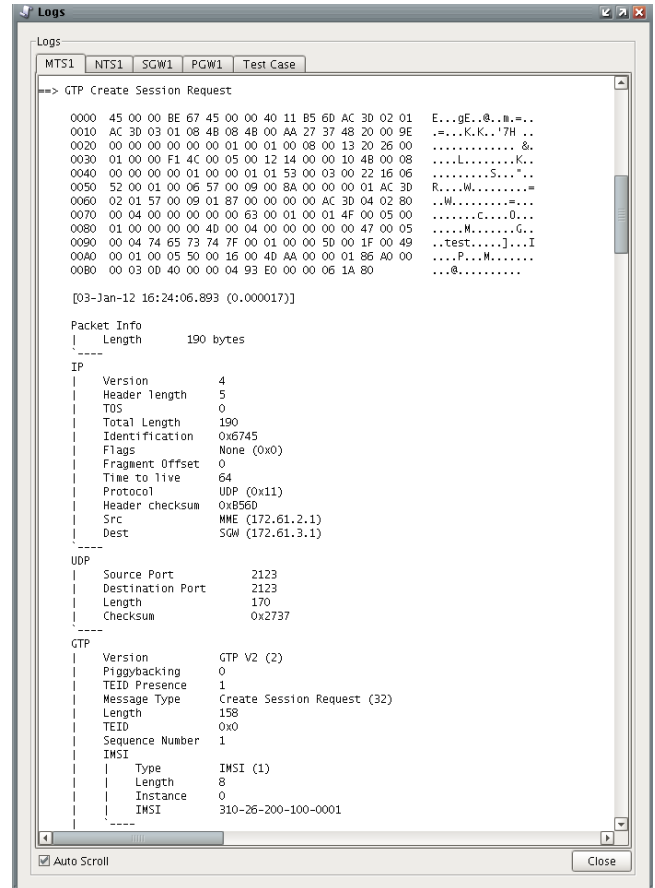 Logs
Logs
MTS1 NTS1 SGW1 PGW1 Test Case
==> GTP Create Session Request
0000 45 00 00 BE 67 45 00 00 40 11 B5 6D AC 3D 02 01 E...gE..@..m.=..
0010 AC 3D 03 01 08 4B 08 4B 00 AA 27 37 48 20 00 9E .=...K.K..'7H ..
0020 00 00 00 00 00 01 00 01 00 08 00 13 20 26 00 ............. &.
0030 01 00 00 F1 4C 00 05 00 12 14 00 00 10 4B 00 08 ....L........K..
0040 00 00 00 00 01 00 00 01 01 53 00 03 00 22 16 06 .........S..."..
0050 52 00 01 00 06 57 00 09 00 8A 00 00 00 01 AC 3D R....W.........=
0060 02 01 57 00 09 01 87 00 00 00 00 AC 3D 04 02 80 ..W.........=...
0070 00 04 00 00 00 00 00 63 00 01 00 01 4F 00 05 00 .......c....O...
0080 01 00 00 00 00 4D 00 04 00 00 00 00 00 47 00 05 .....M.......G..
0090 00 04 74 65 73 74 7F 00 01 00 00 5D 00 1F 00 49 ..test.....]...I
00A0 00 01 00 05 50 00 16 00 4D AA 00 01 86 A0 00 ....P...M.......
00B0 00 03 0D 40 00 00 04 93 E0 00 00 06 1A 80 ...@..........
[03-Jan-12 16:24:06.893 (0.000017)]
Packet Info
| Length 190 bytes
`----
IP
| Version 4
| Header length 5
| TOS 0
| Total Length 190
| Identification 0x6745
| Flags None (0x0)
| Fragment Offset 0
| Time to live 64
| Protocol UDP (0x11)
| Header checksum 0xB56D
| Src MME (172.61.2.1)
| Dest SGW (172.61.3.1)
`----
UDP
| Source Port 2123
| Destination Port 2123
| Length 170
| Checksum 0x2737
`----
GTP
| Version GTP V2 (2)
| Piggybacking 0
| TEID Presence 1
| Message Type Create Session Request (32)
| Length 158
| TEID 0x0
| Sequence Number 1
| IMSI
| | Type IMSI (1)
| | Length 8
| | Instance 0
| | IMSI 310-26-200-100-0001
| `----
Auto Scroll Close